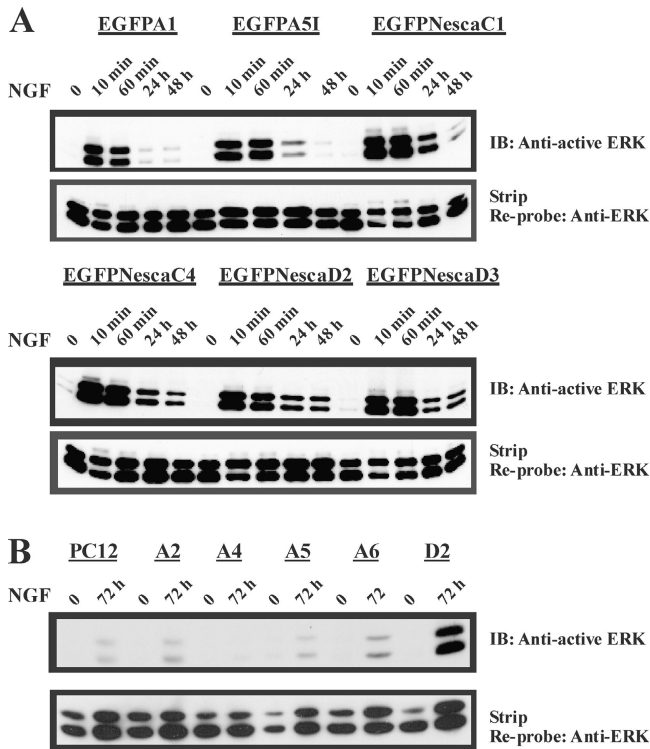 A
EGFPA1 EGFPA5I EGFPNescaC1
NGF 0 10 min 60 min 24 h 48 h 0 10 min 60 min 24 h 48 h 0 10 min 60 min 24 h 48 h
IB: Anti-active ERK
Strip
Re-probe: Anti-ERK
EGFPNescaC4 EGFPNescaD2 EGFPNescaD3
NGF 0 10 min 60 min 24 h 48 h 0 10 min 60 min 24 h 48 h 0 10 min 60 min 24 h 48 h
IB: Anti-active ERK
Strip
Re-probe: Anti-ERK
B
PC12 A2 A4 A5 A6 D2
NGF 0 72 h 0 72 h 0 72 h 0 72 h 0 72 0 72 h
IB: Anti-active ERK
Strip
Re-probe: Anti-ERK